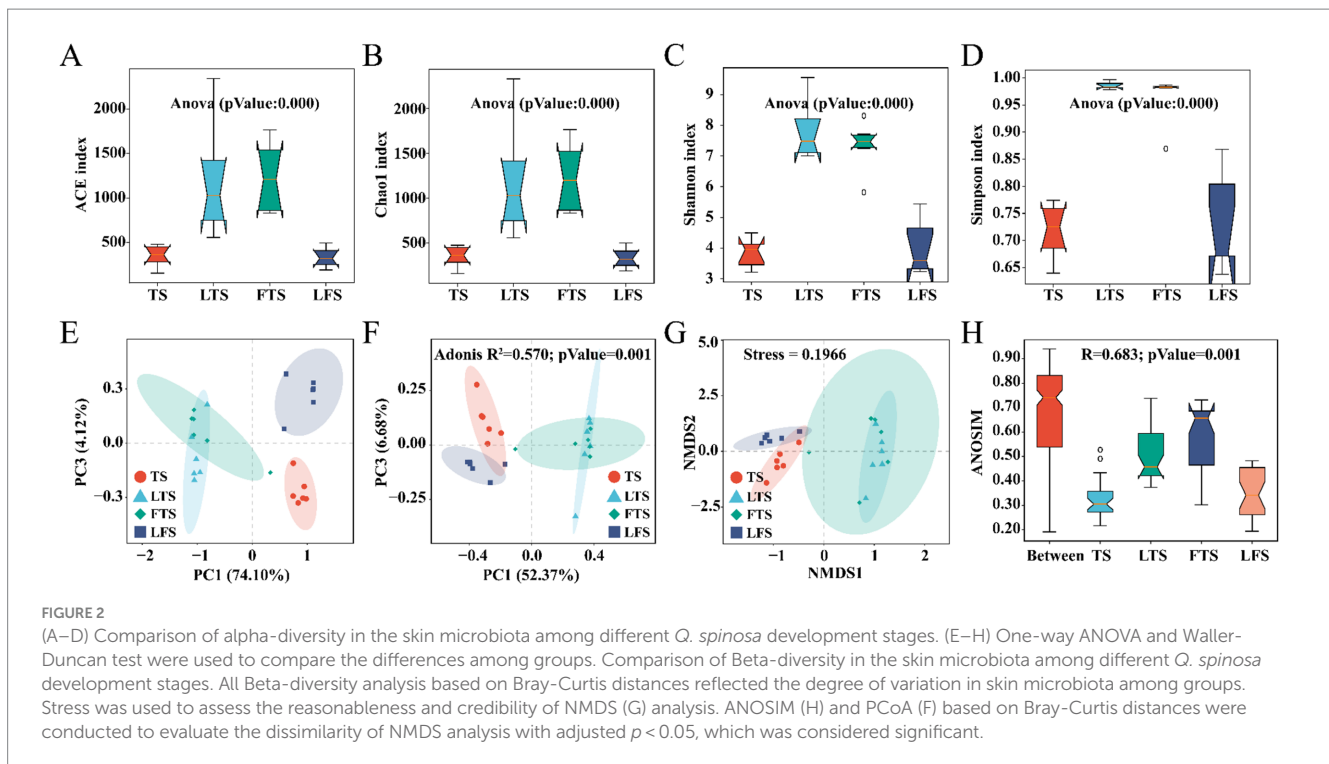 A
B
C
D
Anova (pValue:0.000)
Anova (pValue:0.000)
Anova (pValue:0.000)
Anova (pValue:0.000)
ACE index
2000
1500
1000
500
TS LTS FTS LFS
Chao1 index
2000
1500
1000
500
TS LTS FTS LFS
Shannon index
9
8
7
6
5
4
3
TS LTS FTS LFS
Simpson index
1.00
0.95
0.90
0.85
0.80
0.75
0.70
0.65
TS LTS FTS LFS
E
PC3 (4.12%)
0.3
0.0
−0.3
−2 −1 0 1
PC1 (74.10%)
TS
LTS
FTS
LFS
F
Adonis R²=0.570; pValue=0.001
PC3 (6.68%)
0.25
0.00
−0.25
−0.4 0.0 0.4
PC1 (52.37%)
TS
LTS
FTS
LFS
G
Stress = 0.1966
NMDS2
5.0
2.5
0.0
−2.5
−1 0 1 2
NMDS1
TS
LTS
FTS
LFS
H
R=0.683; pValue=0.001
ANOSIM
0.90
0.80
0.70
0.60
0.50
0.40
0.30
0.20
Between TS LTS FTS LFS
FIGURE 2
(A–D) Comparison of alpha-diversity in the skin microbiota among different Q. spinosa development stages. (E–H) One-way ANOVA and Waller-
Duncan test were used to compare the differences among groups. Comparison of Beta-diversity in the skin microbiota among different Q. spinosa
development stages. All Beta-diversity analysis based on Bray-Curtis distances reflected the degree of variation in skin microbiota among groups.
Stress was used to assess the reasonableness and credibility of NMDS (G) analysis. ANOSIM (H) and PCoA (F) based on Bray-Curtis distances were
conducted to evaluate the dissimilarity of NMDS analysis with adjusted p < 0.05, which was considered significant.